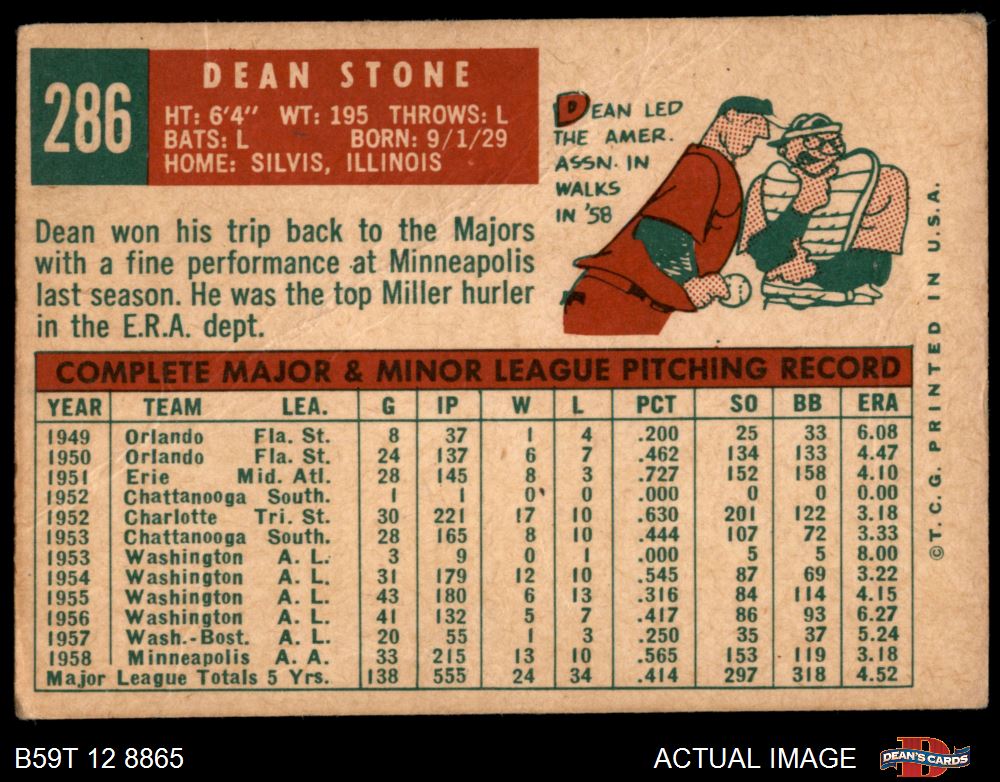 286
DEAN STONE
HT: 6'4" WT: 195 THROWS: L
BATS: L BORN: 9/1/29
HOME: SILVIS, ILLINOIS
DEAN LED
THE AMER.
ASSN. IN
WALKS
IN '58
Dean won his trip back to the Majors
with a fine performance at Minneapolis
last season. He was the top Miller hurler
in the E.R.A. dept.
COMPLETE MAJOR & MINOR LEAGUE PITCHING RECORD
YEAR TEAM LEA. G IP W L PCT SO BB ERA
1949 Orlando Fla. St. 8 37 1 4 .200 25 33 6.08
1950 Orlando Fla. St. 24 137 6 7 .462 134 133 4.47
1951 Erie Mid. Atl. 28 145 8 3 .727 152 158 4.10
1952 Chattanooga South. 1 1 0 0 .000 0 0 0.00
1952 Charlotte Tri. St. 30 221 17 10 .630 201 122 3.18
1953 Chattanooga South. 28 165 8 10 .444 107 72 3.33
1953 Washington A. L. 3 9 0 1 .000 5 5 8.00
1954 Washington A. L. 31 179 12 10 .545 87 69 3.22
1955 Washington A. L. 43 180 6 13 .316 84 114 4.15
1956 Washington A. L. 41 132 5 7 .417 86 93 6.27
1957 Wash.-Bost. A. L. 20 55 1 3 .250 35 37 5.24
1958 Minneapolis A. A. 33 215 13 10 .565 153 119 3.18
Major League Totals 5 Yrs. 138 555 24 34 .414 297 318 4.52
©T.C.G. PRINTED IN U.S.A.
B59T 12 8865
ACTUAL IMAGE
DEAN'S CARDS